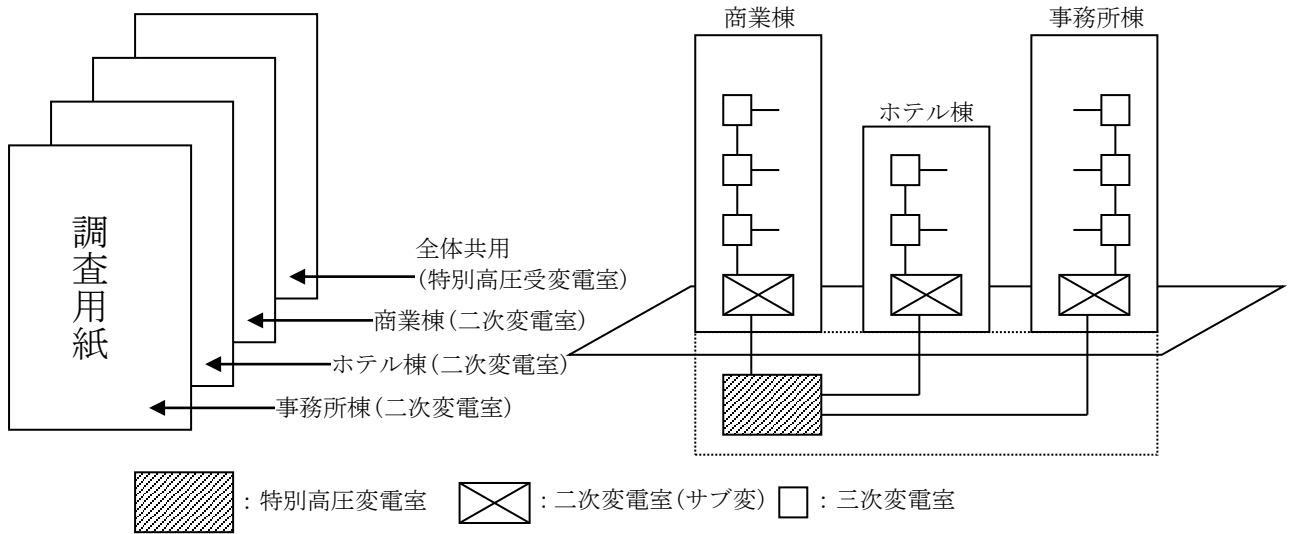 調査用紙
全体共用
(特別高圧受変電室)
商業棟(二次変電室)
ホテル棟(二次変電室)
事務所棟(二次変電室)
商業棟
ホテル棟
事務所棟
：特別高圧変電室
：二次変電室(サブ変)
：三次変電室